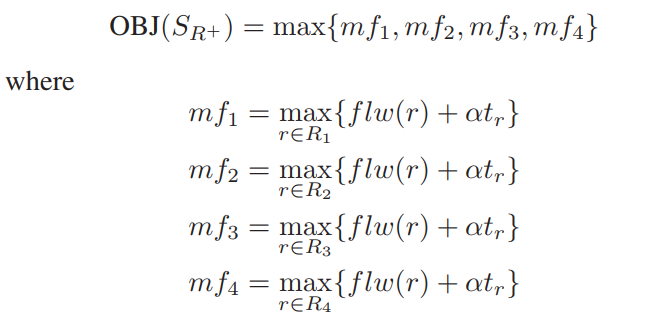 OBJ(S_{R+}) = max{mf_1, mf_2, mf_3, mf_4}
where
mf_1 = max_{r∈R_1}{flw(r) + αt_r}
mf_2 = max_{r∈R_2}{flw(r) + αt_r}
mf_3 = max_{r∈R_3}{flw(r) + αt_r}
mf_4 = max_{r∈R_4}{flw(r) + αt_r}